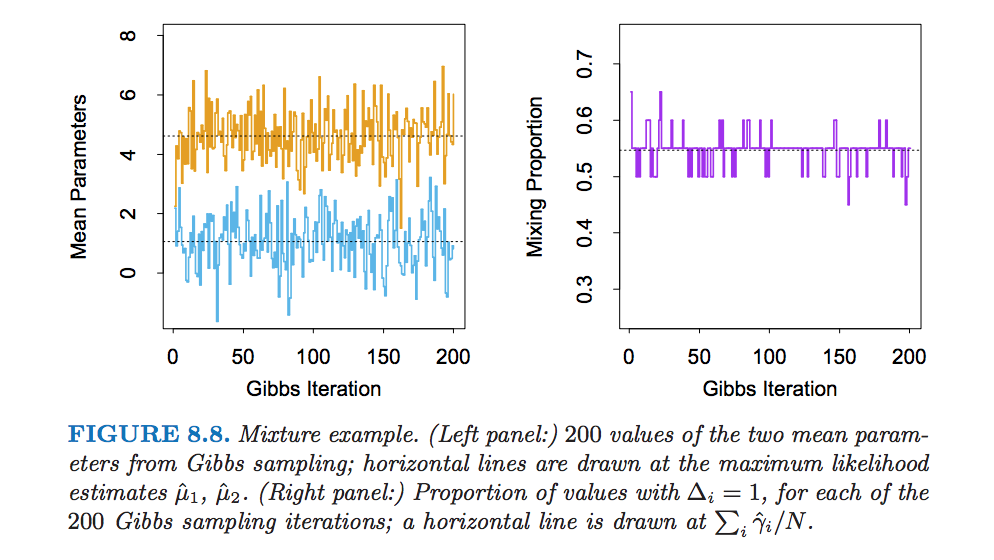 8
6
4
2
0
Mean Parameters
0 50 100 150 200
Gibbs Iteration
0.7
0.6
0.5
0.4
0.3
Mixing Proportion
0 50 100 150 200
Gibbs Iteration
FIGURE 8.8. Mixture example. (Left panel:) 200 values of the two mean param-
eters from Gibbs sampling; horizontal lines are drawn at the maximum likelihood
estimates μ̂₁, μ̂₂. (Right panel:) Proportion of values with Δᵢ = 1, for each of the
200 Gibbs sampling iterations; a horizontal line is drawn at ∑ᵢ γ̂ᵢ/N.